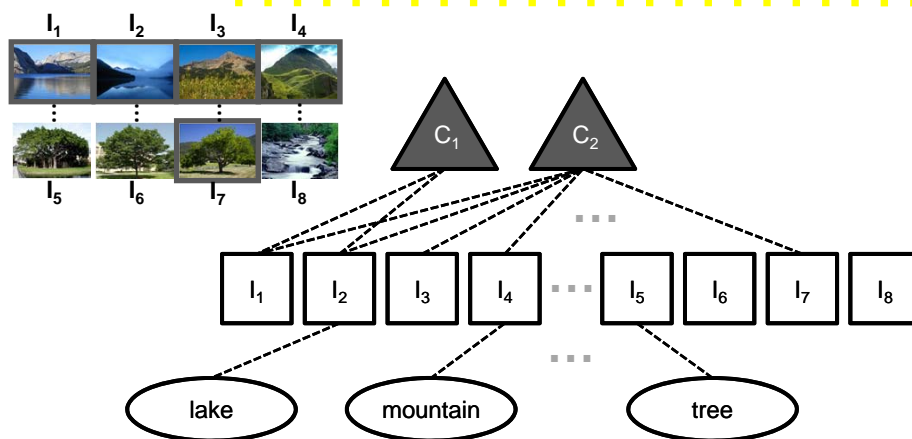 I1 I2 I3 I4
I5 I6 I7 I8
C1 C2
...
I1 I2 I3 I4 ... I5 I6 I7 I8
...
lake mountain tree